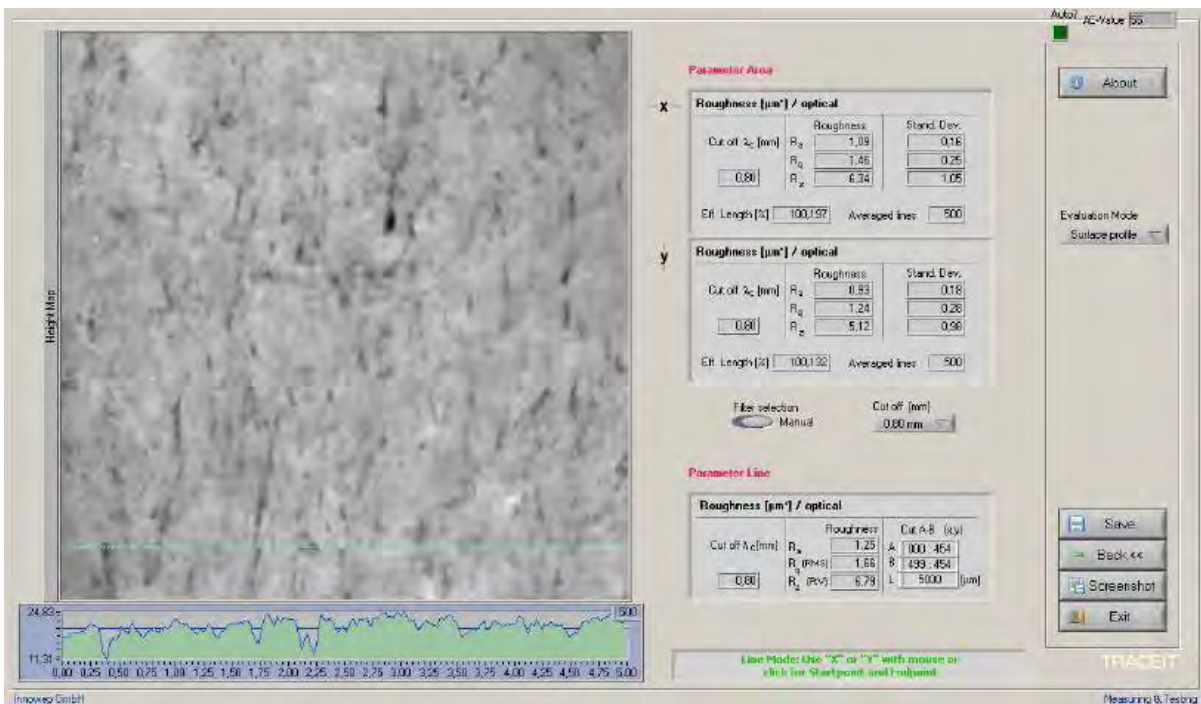 Auto?
AE-Value 55
Parameter Area
About
x
Roughness [µm*] / optical
Roughness
Stand. Dev.
Cut off λc [mm]
Ra 1,09 0,16
Rq 1,46 0,25
0,80
Rz 6,34 1,05
Eff. Length [%] 100,197
Averaged lines 500
Evaluation Mode
Surface profile
y
Roughness [µm*] / optical
Roughness
Stand. Dev.
Cut off λc [mm]
Ra 0,93 0,18
Rq 1,24 0,28
0,80
Rz 5,12 0,98
Eff. Length [%] 100,132
Averaged lines 500
Height Map
Filter selection
Manual
Cut off [mm]
0.80 mm
Parameter Line
Roughness [µm*] / optical
Roughness
Cut A-B (x,y)
Cut off λc[mm]
Ra 1,25
A 000 : 454
Rq (RMS) 1,66
B 499 : 454
0,80
Rz (RV) 6,79
L 5000 [µm]
Save
Back <<
Screenshot
Exit
24,83
500
11,31
0,00 0,25 0,50 0,75 1,00 1,25 1,50 1,75 2,00 2,25 2,50 2,75 3,00 3,25 3,50 3,75 4,00 4,25 4,50 4,75 5,00
Line Mode: Use "X" or "Y" with mouse or
click for Startpoint and Endpoint
TRACEiT
innowep GmbH
Measuring & Testing